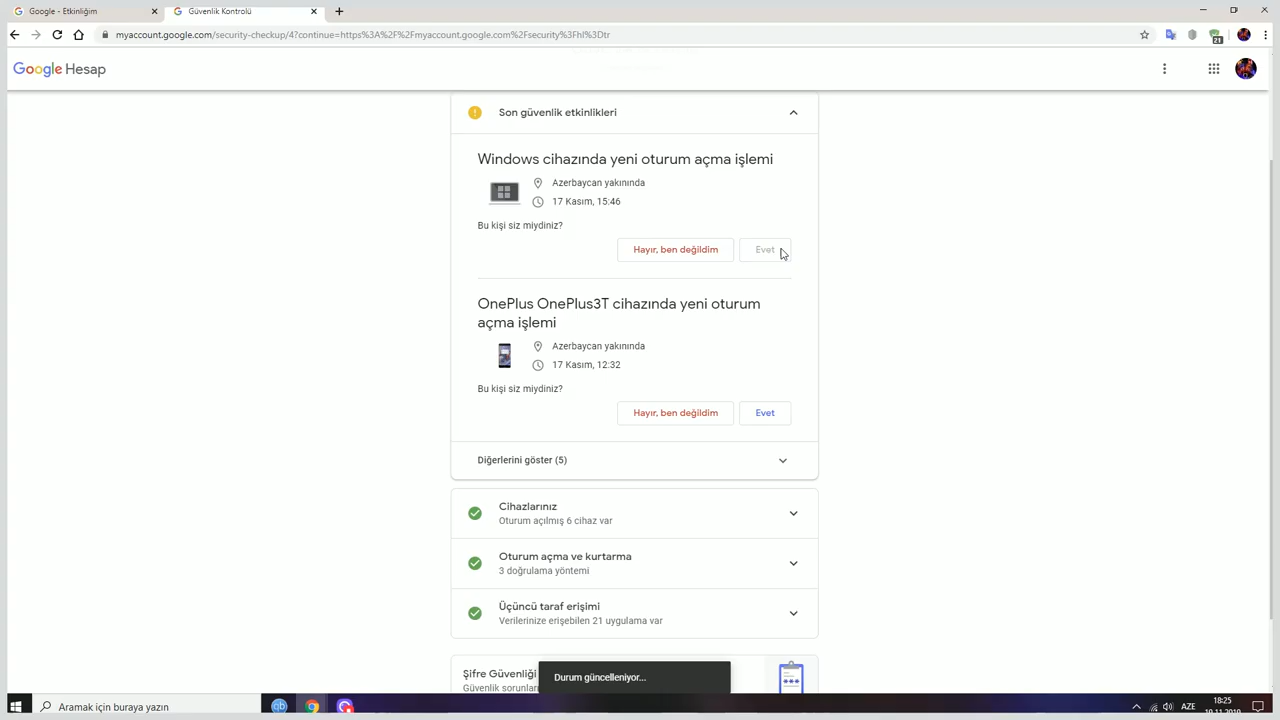 Google - Etkinliğim
Güvenlik Kontrolü
myaccount.google.com/security-checkup/4?continue=https%3A%2F%2Fmyaccount.google.com%2Fsecurity%3Fhl%3Dtr
21
Google Hesap
Son güvenlik etkinlikleri
Windows cihazında yeni oturum açma işlemi
Azerbaycan yakınında
17 Kasım, 15:46
Bu kişi siz miydiniz?
Hayır, ben değildim
Evet
OnePlus OnePlus3T cihazında yeni oturum
açma işlemi
Azerbaycan yakınında
17 Kasım, 12:32
Bu kişi siz miydiniz?
Hayır, ben değildim
Evet
Diğerlerini göster (5)
Cihazlarınız
Oturum açılmış 6 cihaz var
Oturum açma ve kurtarma
3 doğrulama yöntemi
Üçüncü taraf erişimi
Verilerinize erişebilen 21 uygulama var
Şifre Güvenliği
Güvenlik sorunları
Durum güncelleniyor...
Aramak için buraya yazın
AZE
18:25
19.11.2019